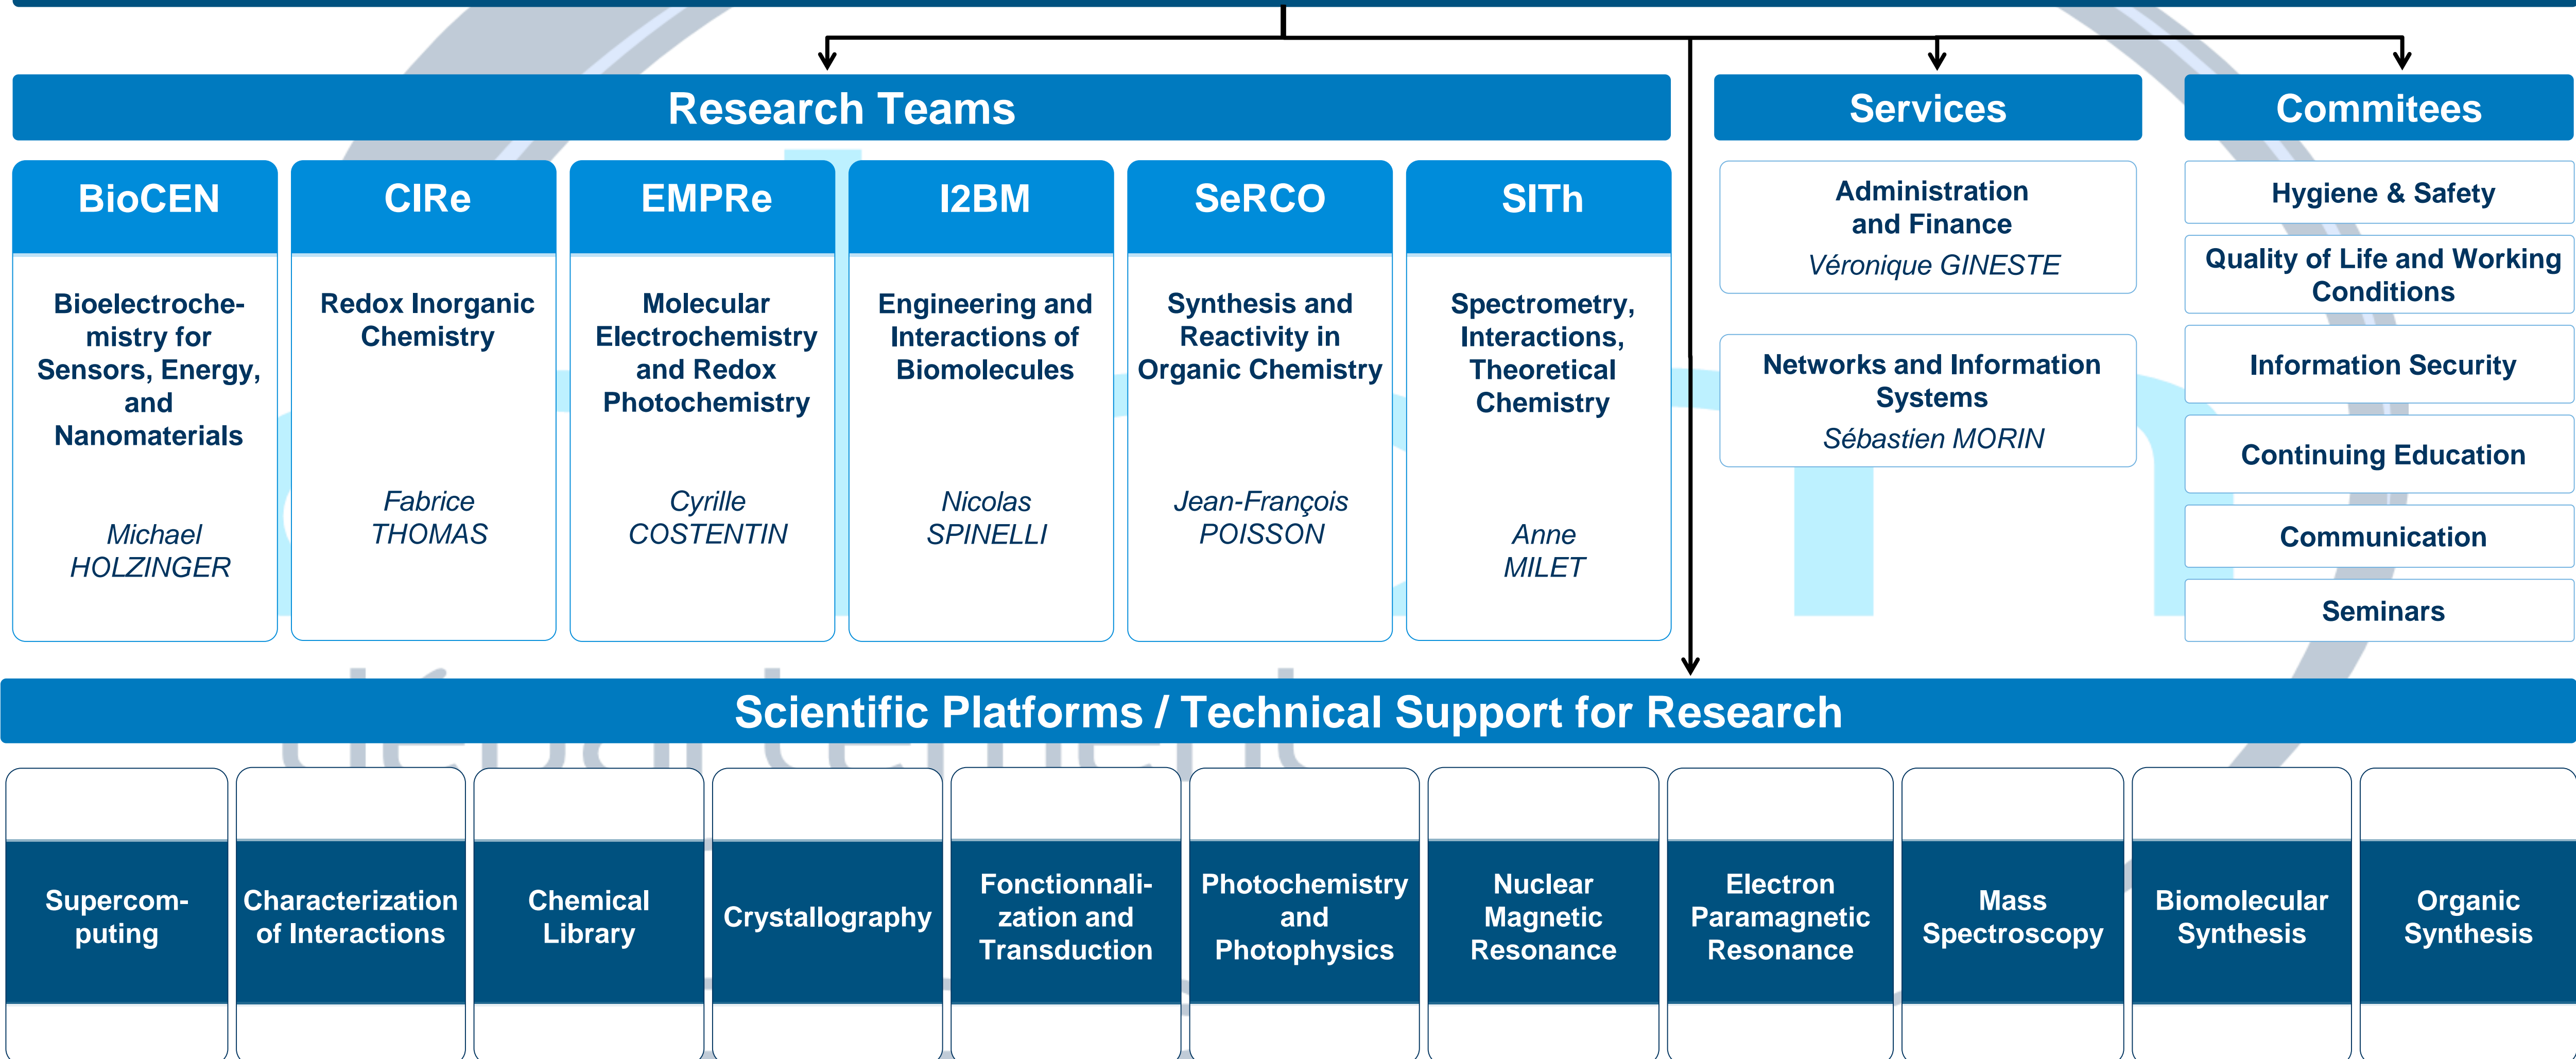 Research Teams
Services
Commitees
BioCEN
Bioelectroche-
mistry for
Sensors, Energy,
and
Nanomaterials
Michael
HOLZINGER
CIRe
Redox Inorganic
Chemistry
Fabrice
THOMAS
EMPRe
Molecular
Electrochemistry
and Redox
Photochemistry
Cyrille
COSTENTIN
I2BM
Engineering and
Interactions of
Biomolecules
Nicolas
SPINELLI
SeRCO
Synthesis and
Reactivity in
Organic Chemistry
Jean-François
POISSON
SITh
Spectrometry,
Interactions,
Theoretical
Chemistry
Anne
MILET
Administration
and Finance
Véronique GINESTE
Networks and Information
Systems
Sébastien MORIN
Hygiene & Safety
Quality of Life and Working
Conditions
Information Security
Continuing Education
Communication
Seminars
département
Scientific Platforms / Technical Support for Research
Supercom-
puting
Characterization
of Interactions
Chemical
Library
Crystallography
Fonctionnali-
zation and
Transduction
Photochemistry
and
Photophysics
Nuclear
Magnetic
Resonance
Electron
Paramagnetic
Resonance
Mass
Spectroscopy
Biomolecular
Synthesis
Organic
Synthesis